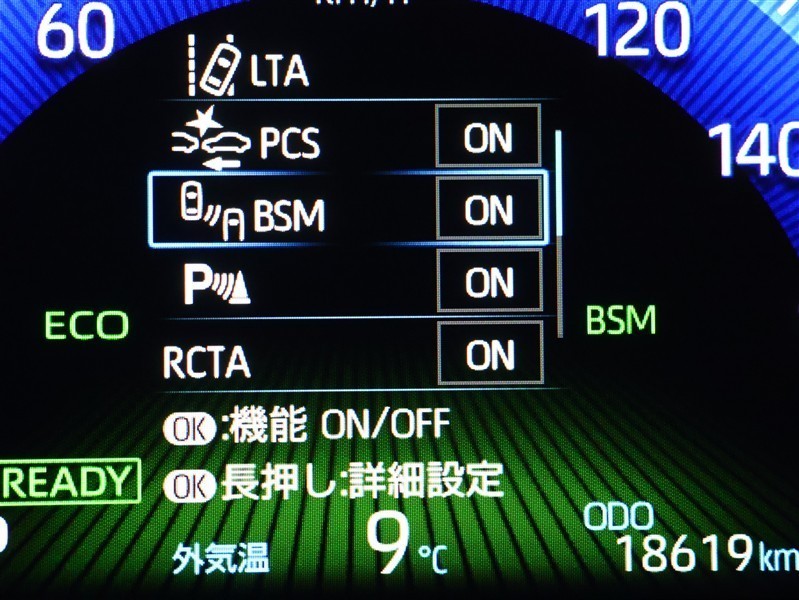 60
120
LTA
PCS ON
140
BSM ON
P ON
ECO
BSM
RCTA ON
OK:機能 ON/OFF
READY
OK長押し:詳細設定
ODO
外気温 9℃
18619km